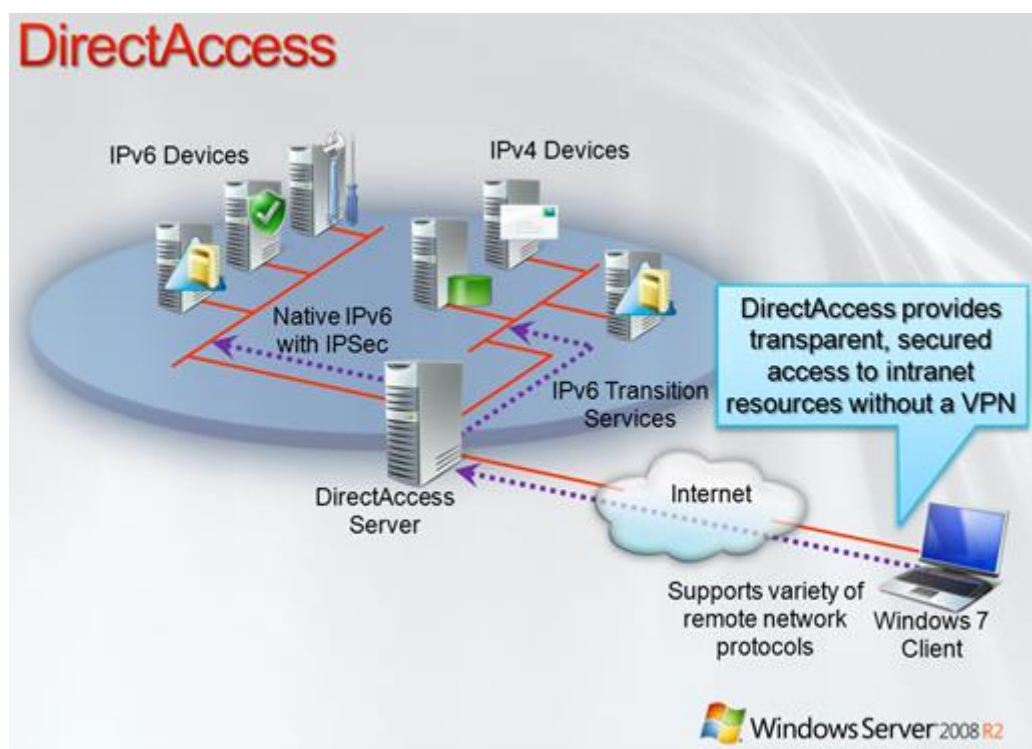 DirectAccess
IPv6 Devices
IPv4 Devices
Native IPv6
with IPSec
IPv6 Transition
Services
DirectAccess provides
transparent, secured
access to intranet
resources without a VPN
DirectAccess
Server
Internet
Supports variety of
remote network
protocols
Windows 7
Client
Windows Server 2008 R2